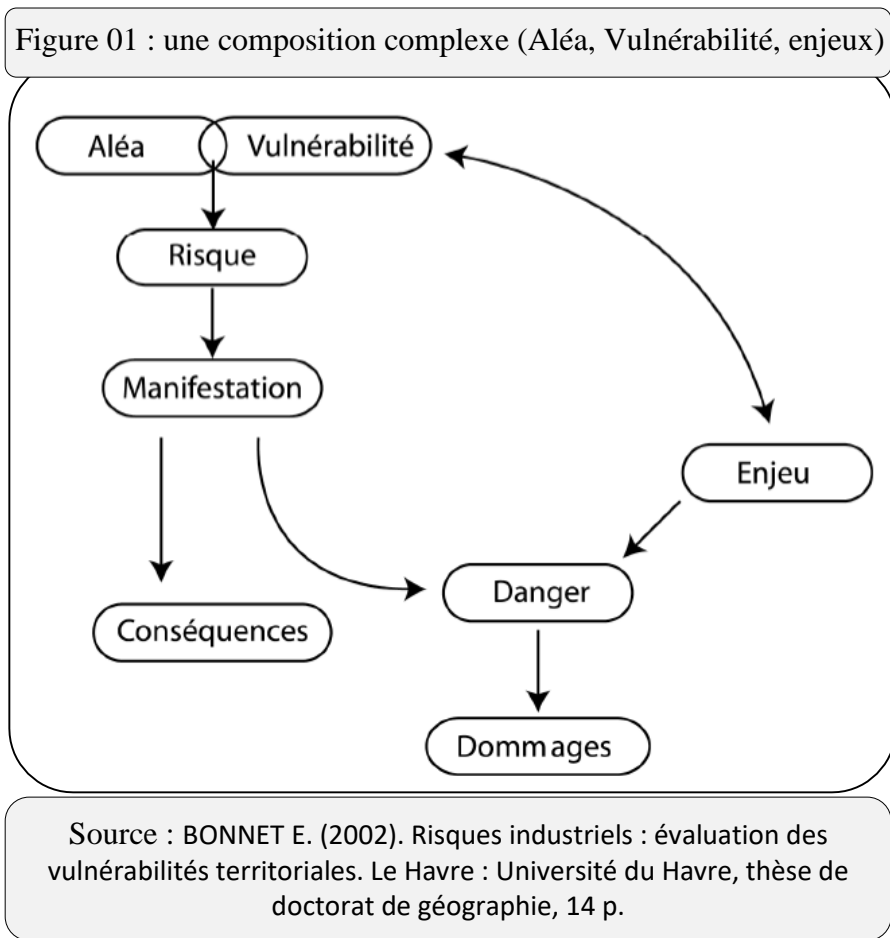 Figure 01 : une composition complexe (Aléa, Vulnérabilité, enjeux)
Aléa
Vulnérabilité
Risque
Manifestation
Enjeu
Danger
Conséquences
Dommages
Source : BONNET E. (2002). Risques industriels : évaluation des
vulnérabilités territoriales. Le Havre : Université du Havre, thèse de
doctorat de géographie, 14 p.